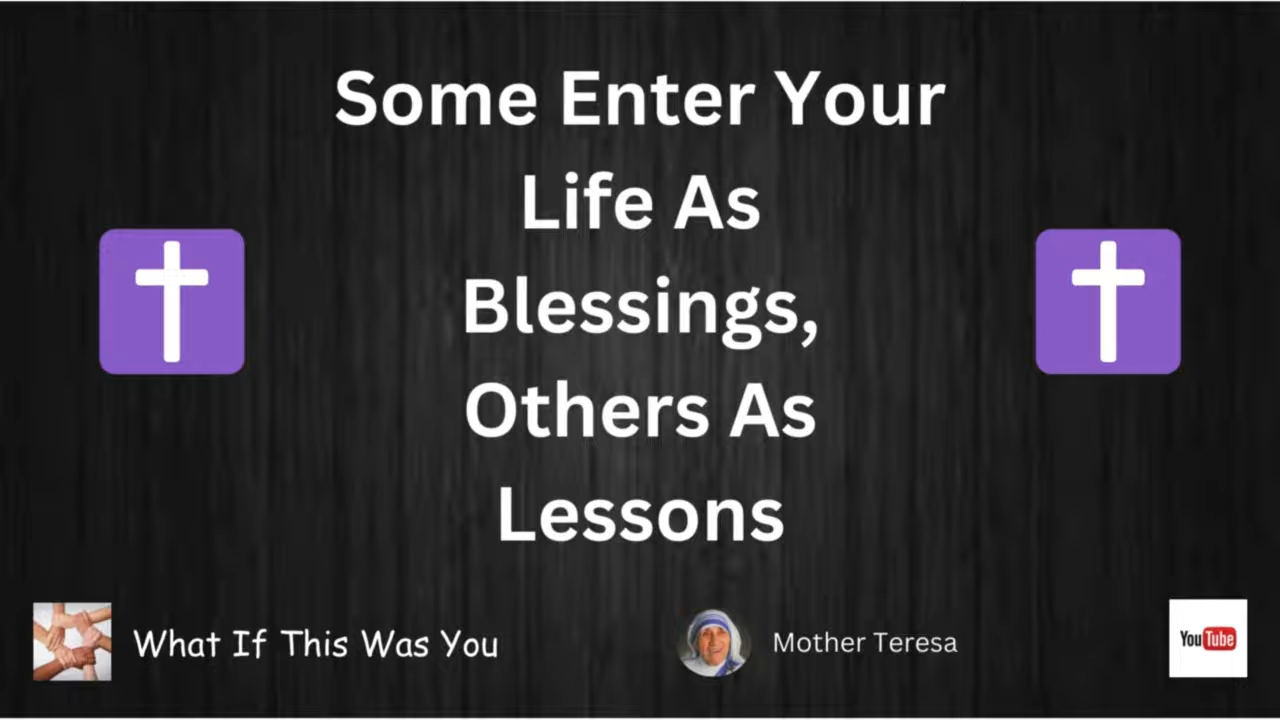 Some Enter Your
Life As
Blessings,
Others As
Lessons
What If This Was You
Mother Teresa
YouTube